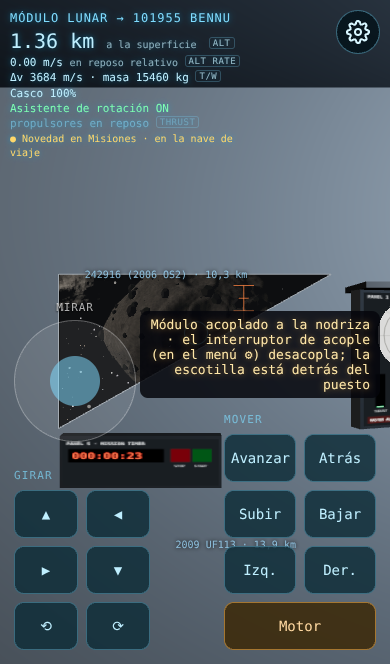 MÓDULO LUNAR → 101955 BENNU
1.36 km a la superficie ALT
0.00 m/s en reposo relativo ALT RATE
Δv 3684 m/s · masa 15460 kg T/W
Casco 100%
Asistente de rotación ON
propulsores en reposo THRUST
● Novedad en Misiones · en la nave de
viaje
242916 (2006 OS2) · 10,3 km
MIRAR
Módulo acoplado a la nodriza
· el interruptor de acople
(en el menú ⚙) desacopla; la
escotilla está detrás del
puesto
MOVER
000:00:23
GIRAR
Avanzar Atrás
▲ ◄ Subir Bajar
2009 UF113 · 13,9 km
► ▼ Izq. Der.
⟲ ⟳ Motor